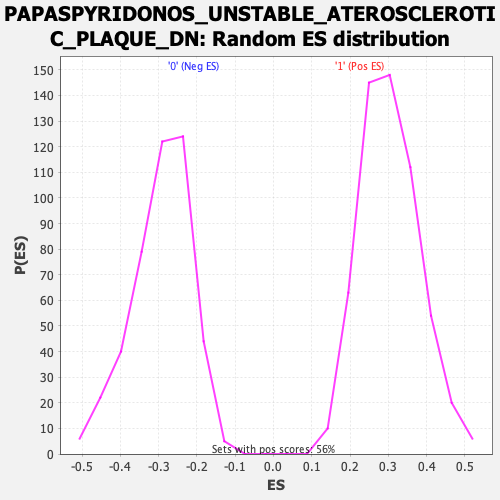 PAPASPYRIDONOS_UNSTABLE_ATEROSCLEROTI
C_PLAQUE_DN: Random ES distribution
'0' (Neg ES) '1' (Pos ES)
150
140
130
120
110
100
90
80
70
60
50
40
30
20
10
0
P(ES)
Sets with pos scores: 56%
-0.5 -0.4 -0.3 -0.2 -0.1 0.0 0.1 0.2 0.3 0.4 0.5
ES